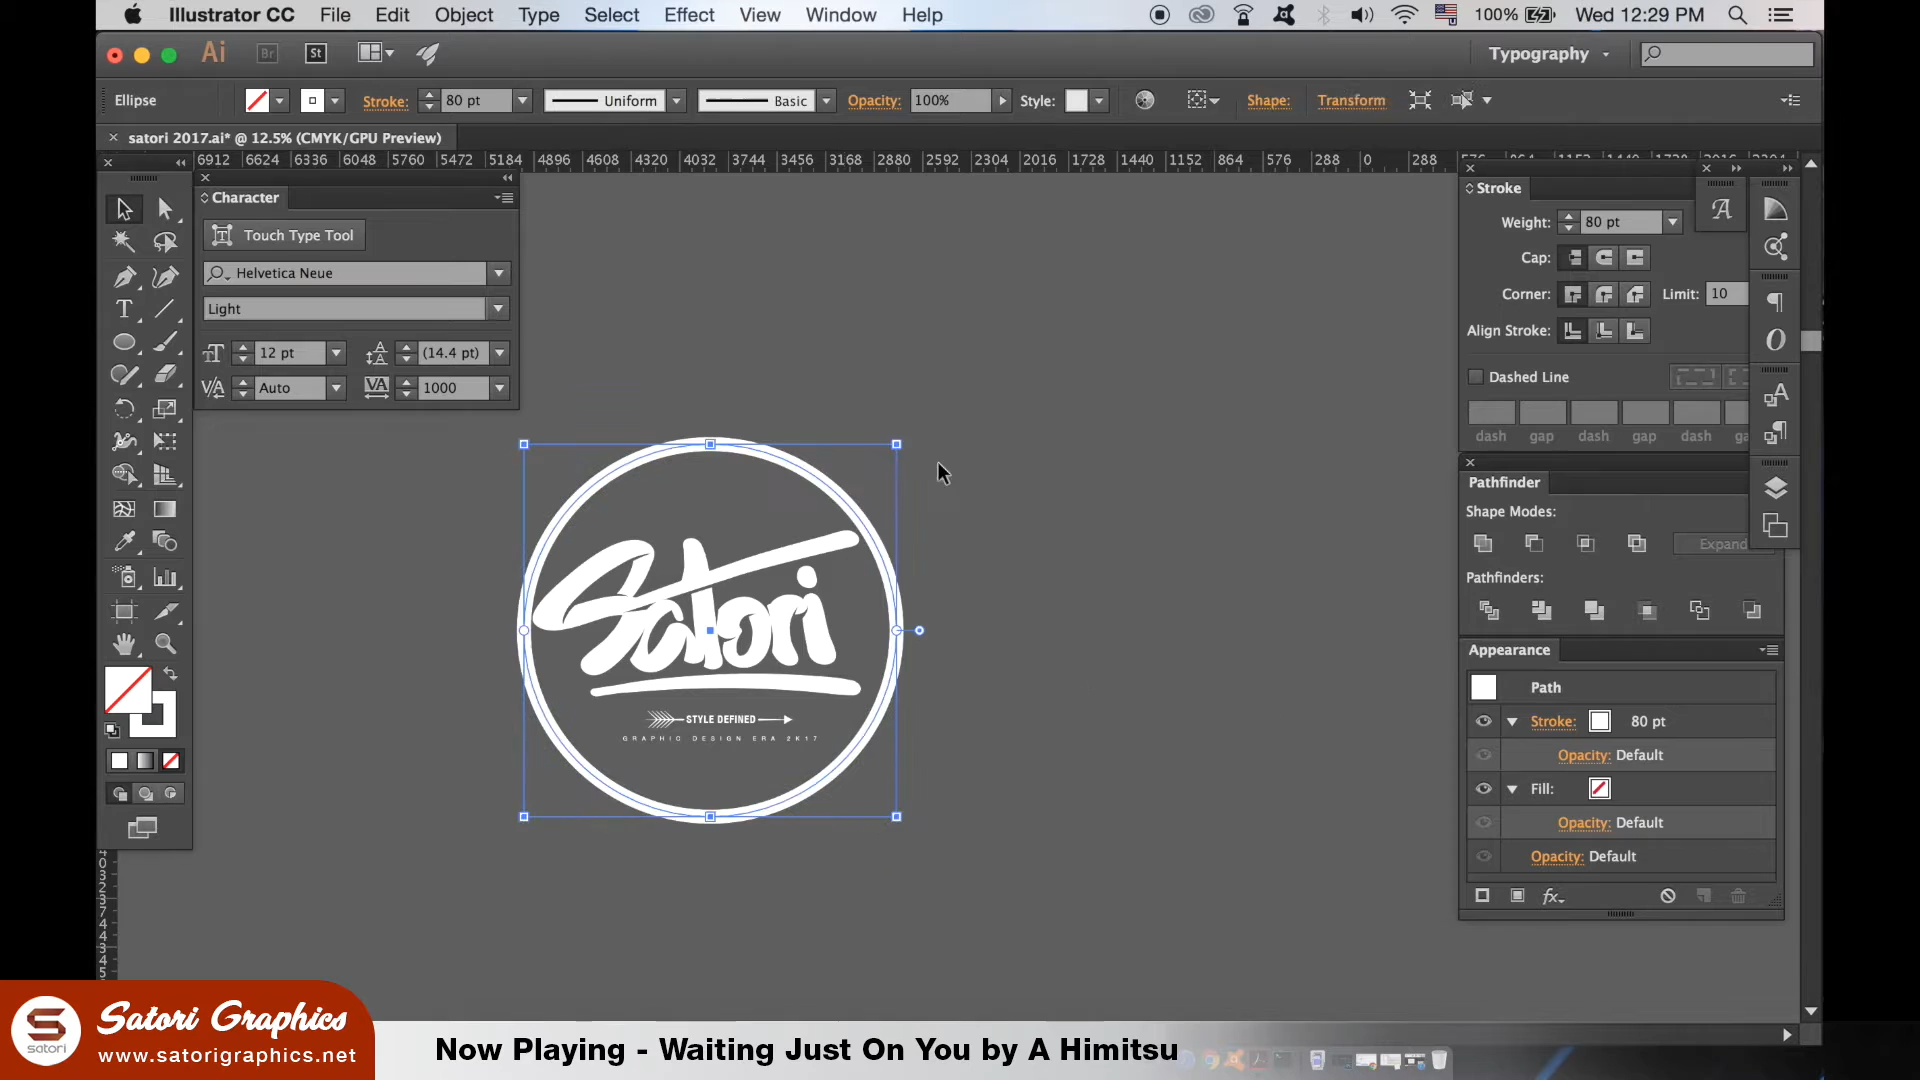 Illustrator CC File Edit Object Type Select Effect View Window Help 100% Wed 12:29 PM
Ai Br St Typography
Ellipse Stroke: 80 pt Uniform Basic Opacity: 100% Style: Shape: Transform
satori 2017.ai* @ 12.5% (CMYK/GPU Preview)
6912 6624 6336 6048 5760 5472 5184 4896 4608 4320 4032 3744 3456 3168 2880 2592 2304 2016 1728 1440 1152 864 576 288 0 288
Character
Touch Type Tool
Helvetica Neue
Light
12 pt (14.4 pt)
Auto 1000
Stroke
Weight: 80 pt
Cap:
Corner: Limit: 10
Align Stroke:
Dashed Line
dash gap dash gap dash
Pathfinder
Shape Modes:
Expand
Pathfinders:
Appearance
Path
Stroke: 80 pt
Opacity: Default
Fill:
Opacity: Default
Opacity: Default
Satori
STYLE DEFINED
GRAPHIC DESIGN ERA 2K17
satori
Satori Graphics
www.satorigraphics.net
Now Playing - Waiting Just On You by A Himitsu